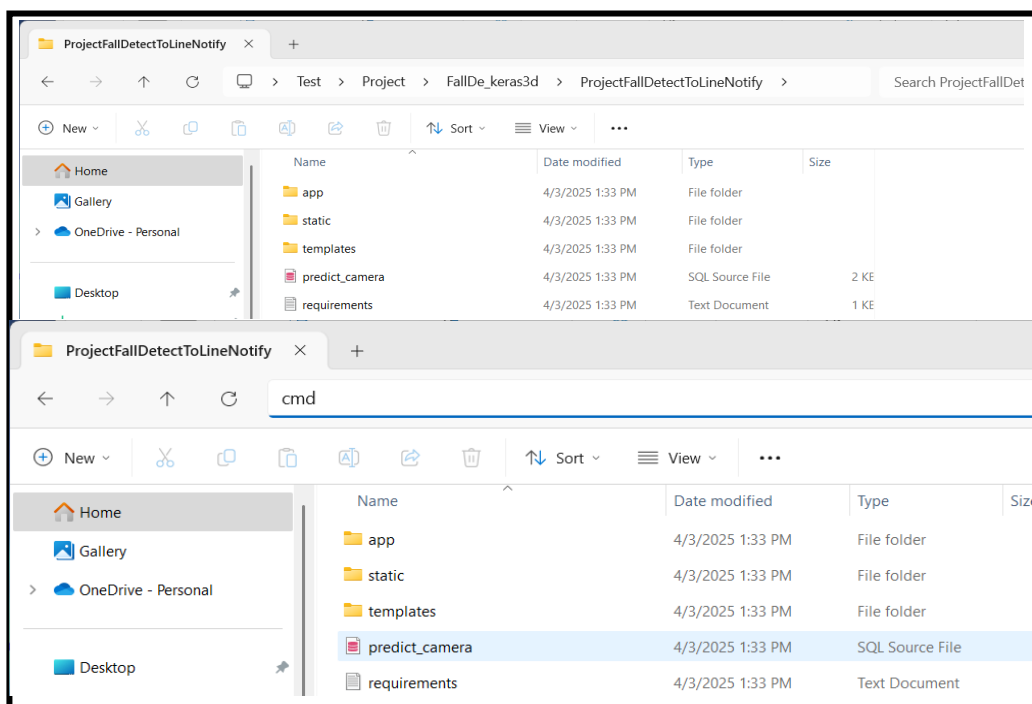 ProjectFallDetectToLineNotify
Test > Project > FallDe_keras3d > ProjectFallDetectToLineNotify > Search ProjectFallDet
New Sort View
Name Date modified Type Size
Home
Gallery
OneDrive - Personal
Desktop
app 4/3/2025 1:33 PM File folder
static 4/3/2025 1:33 PM File folder
templates 4/3/2025 1:33 PM File folder
predict_camera 4/3/2025 1:33 PM SQL Source File 2 KE
requirements 4/3/2025 1:33 PM Text Document 1 KE
ProjectFallDetectToLineNotify
cmd
New Sort View
Name Date modified Type Size
Home
Gallery
OneDrive - Personal
Desktop
app 4/3/2025 1:33 PM File folder
static 4/3/2025 1:33 PM File folder
templates 4/3/2025 1:33 PM File folder
predict_camera 4/3/2025 1:33 PM SQL Source File
requirements 4/3/2025 1:33 PM Text Document